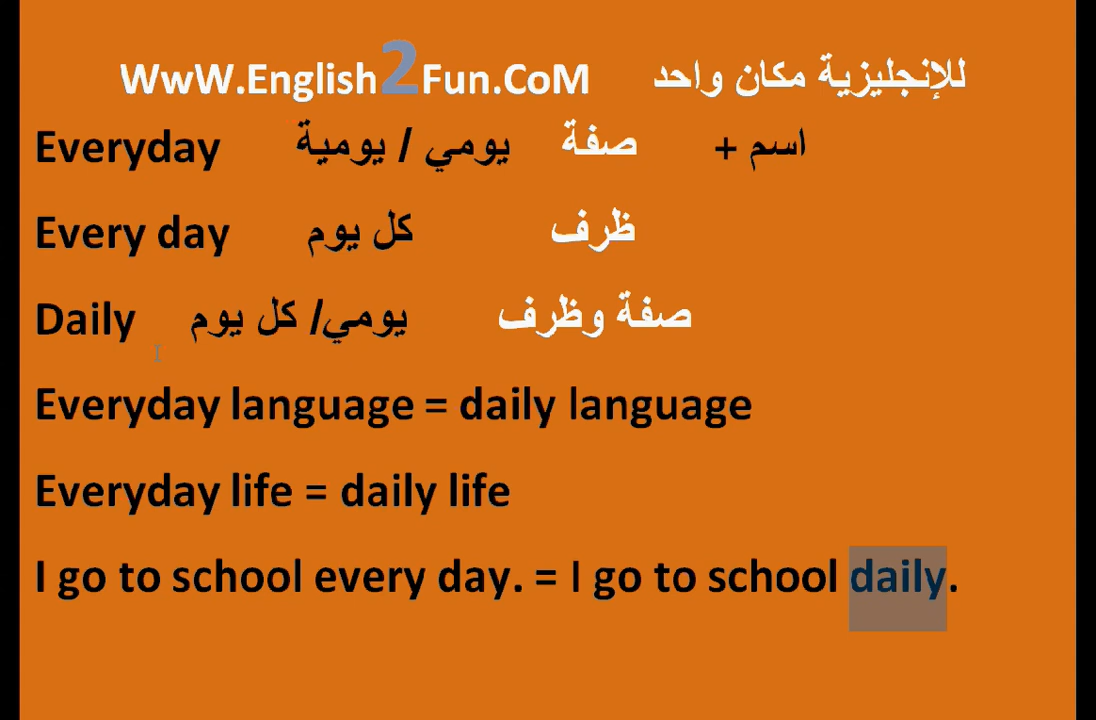 WwW.English2Fun.CoM للإنجليزية مكان واحد
Everyday يومي / يومية صفة + اسم
Every day كل يوم ظرف
Daily يومي/ كل يوم صفة وظرف
Everyday language = daily language
Everyday life = daily life
I go to school every day. = I go to school daily.